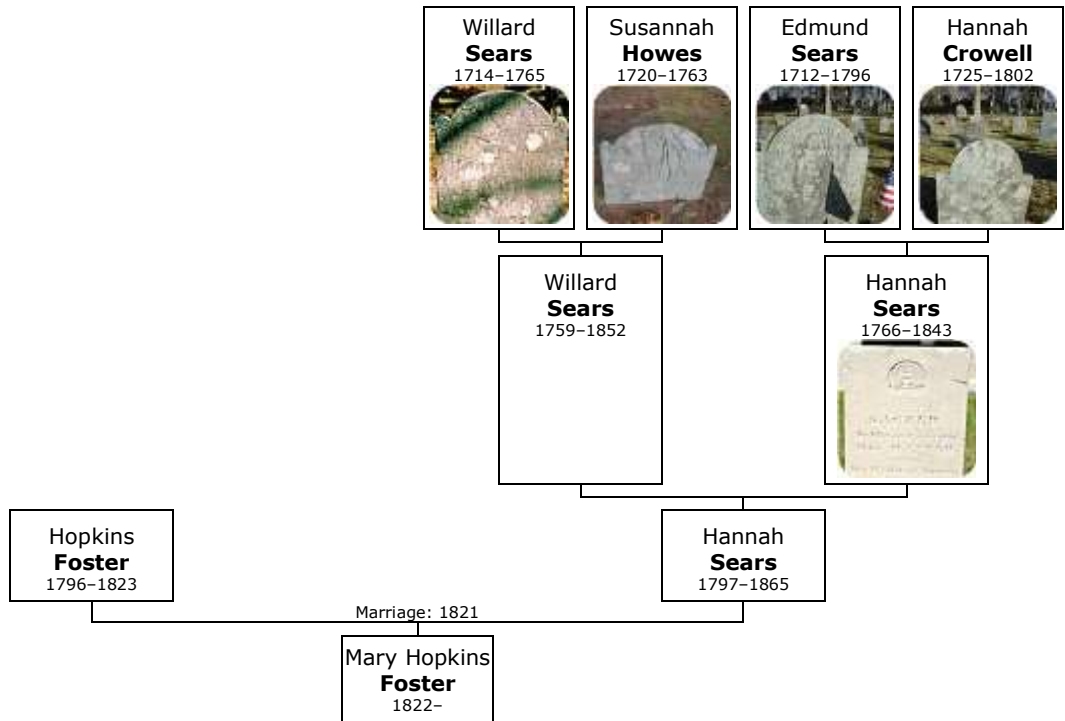 Willard
Sears
1714–1765
Susannah
Howes
1720–1763
Edmund
Sears
1712–1796
Hannah
Crowell
1725–1802
Willard
Sears
1759–1852
Hannah
Sears
1766–1843
Hopkins
Foster
1796–1823
Hannah
Sears
1797–1865
Marriage: 1821
Mary Hopkins
Foster
1822–